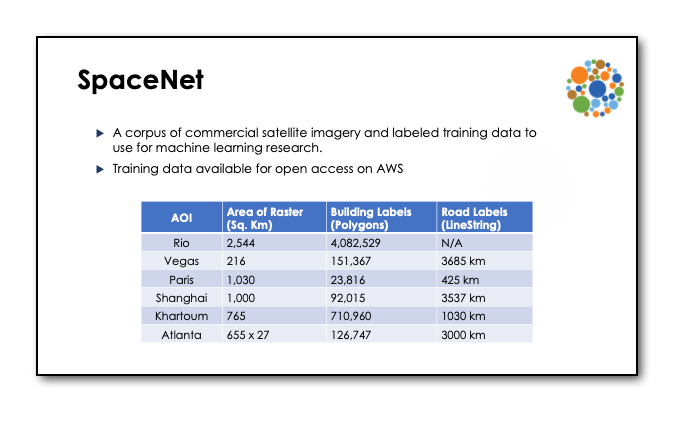 SpaceNet
A corpus of commercial satellite imagery and labeled training data to
use for machine learning research.
Training data available for open access on AWS
AOI Area of Raster (Sq. Km) Building Labels (Polygons) Road Labels (LineString)
Rio 2,544 4,082,529 N/A
Vegas 216 151,367 3685 km
Paris 1,030 23,816 425 km
Shanghai 1,000 92,015 3537 km
Khartoum 765 710,960 1030 km
Atlanta 655 x 27 126,747 3000 km